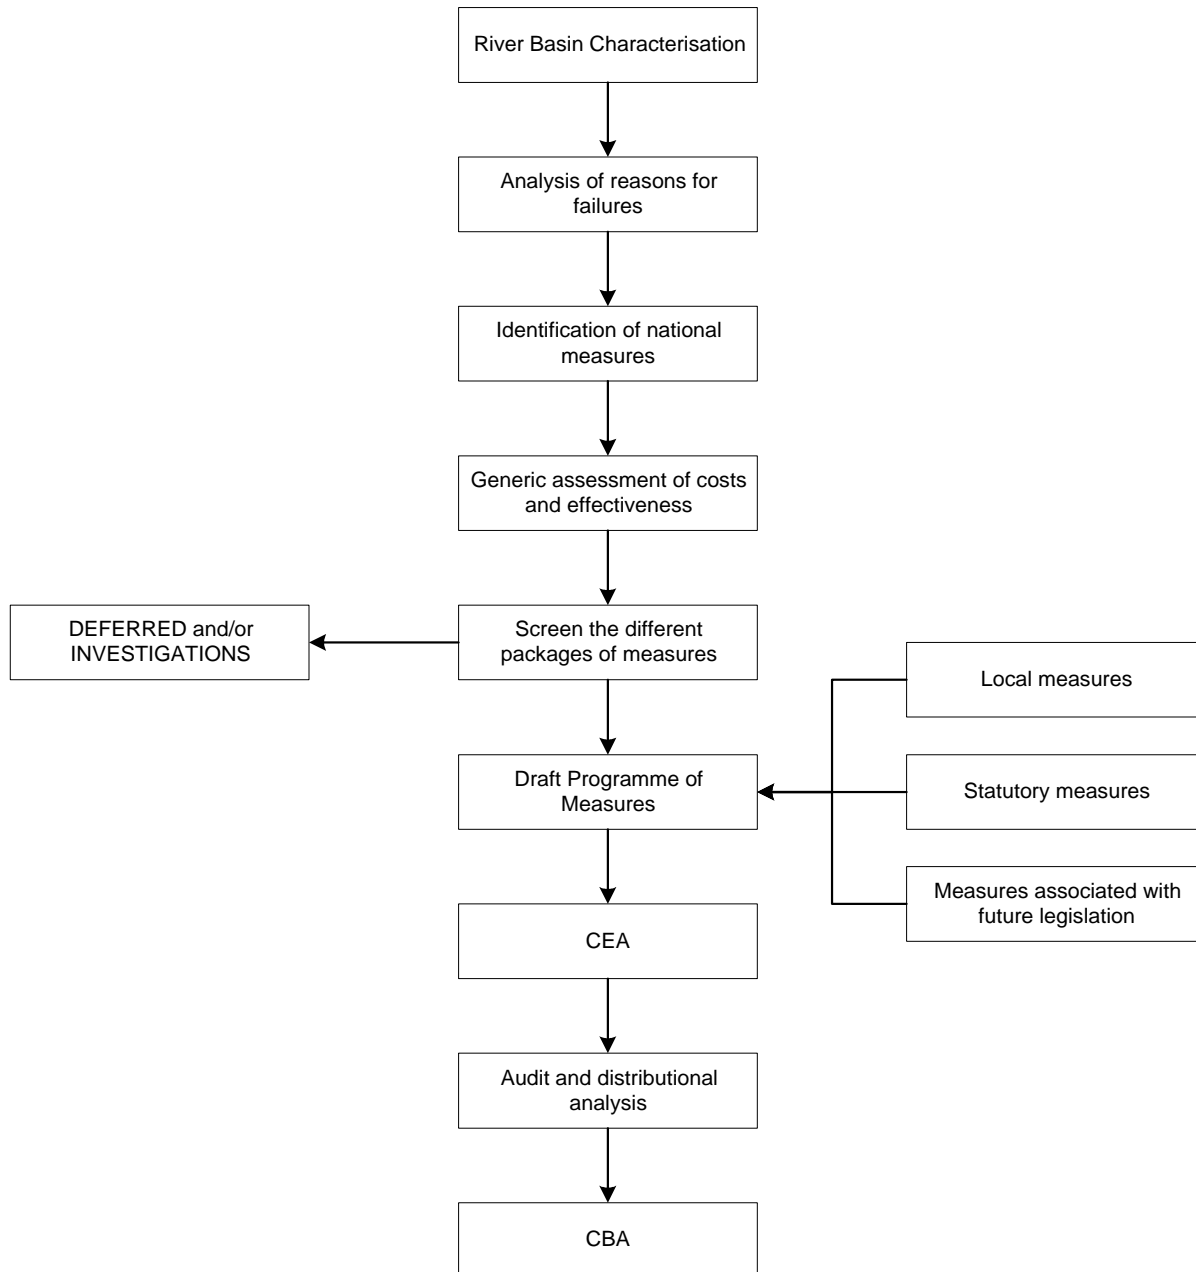 River Basin Characterisation
Analysis of reasons for
failures
Identification of national
measures
Generic assessment of costs
and effectiveness
DEFERRED and/or
INVESTIGATIONS
Screen the different
packages of measures
Local measures
Draft Programme of
Measures
Statutory measures
Measures associated with
future legislation
CEA
Audit and distributional
analysis
CBA